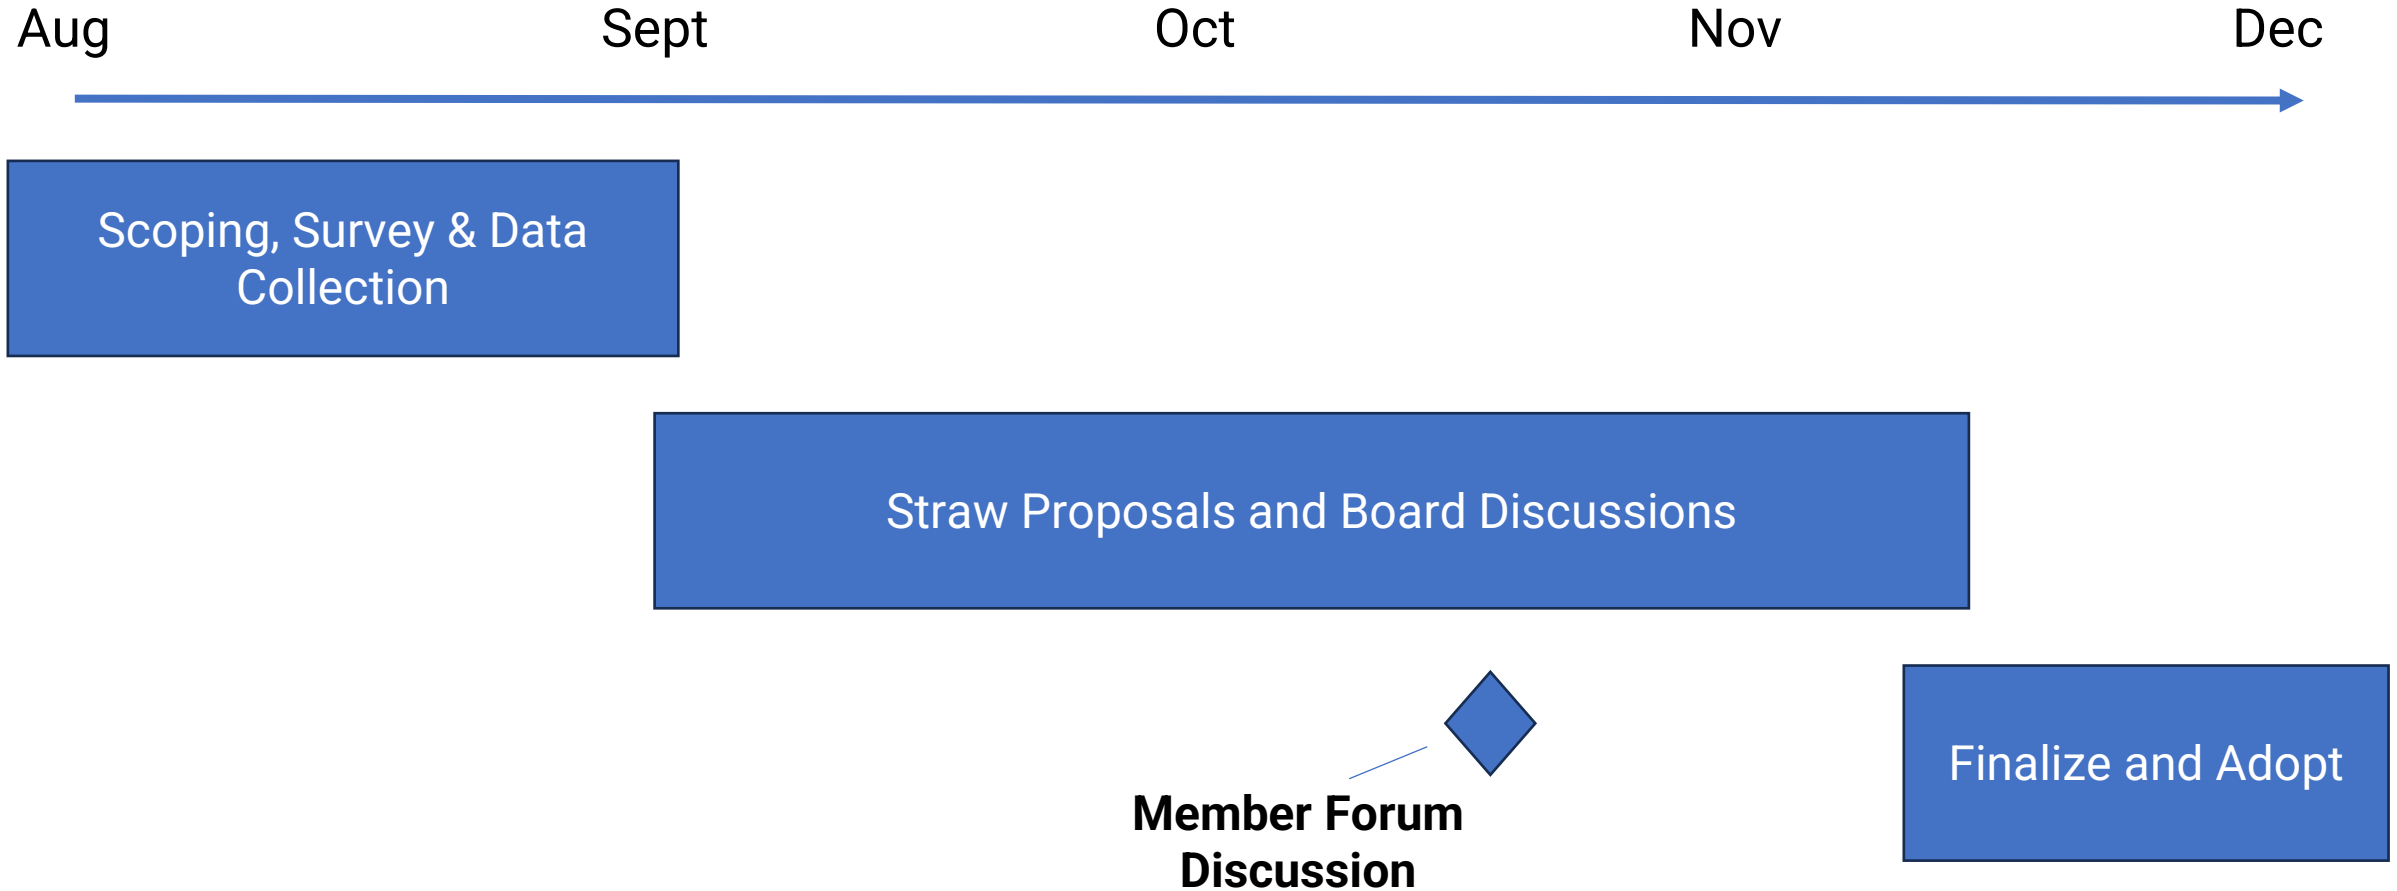 Aug Sept Oct Nov Dec
Scoping, Survey & Data
Collection
Straw Proposals and Board Discussions
Member Forum
Discussion
Finalize and Adopt